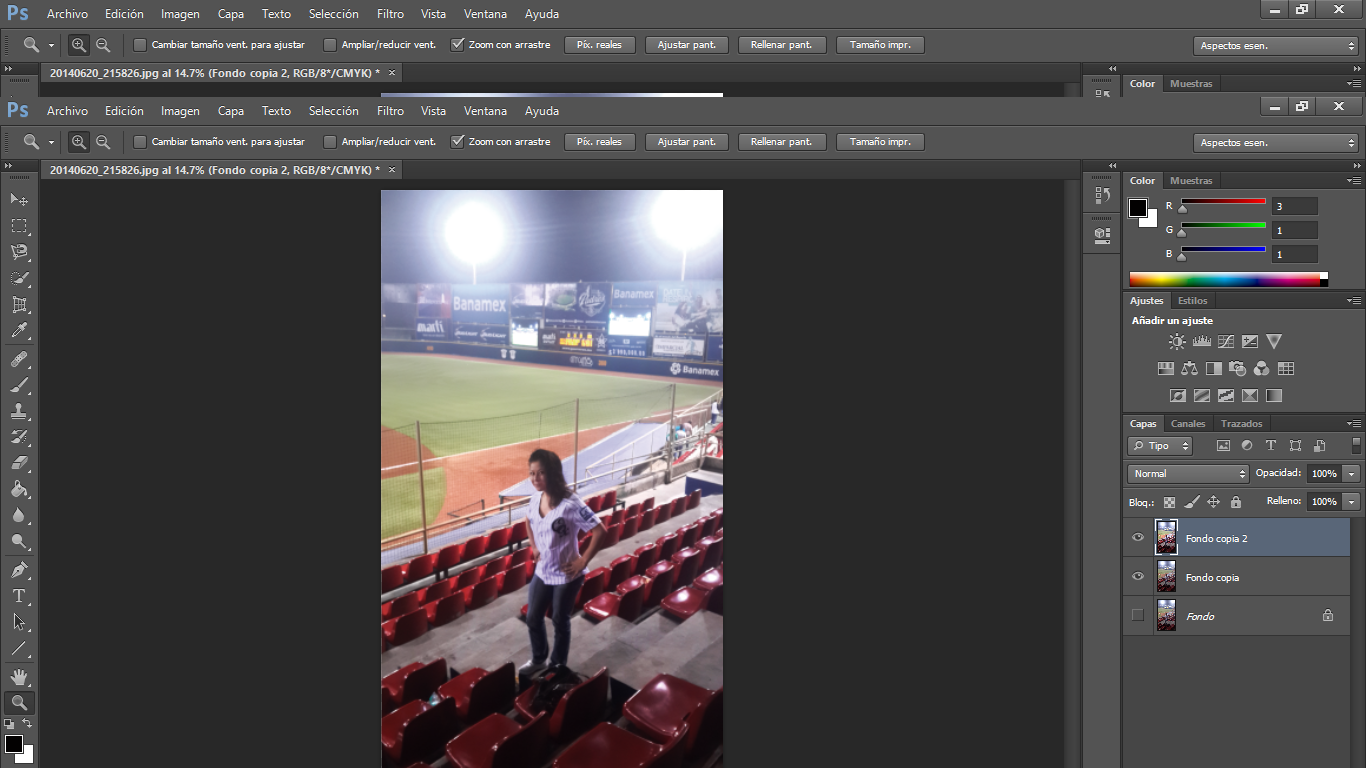 Ps Archivo Edición Imagen Capa Texto Selección Filtro Vista Ventana Ayuda
Cambiar tamaño vent. para ajustar Ampliar/reducir vent. Zoom con arrastre Píx. reales Ajustar pant. Rellenar pant. Tamaño impr. Aspectos esen.
20140620_215826.jpg al 14.7% (Fondo copia 2, RGB/8*/CMYK) * ×
Color Muestras
Ps Archivo Edición Imagen Capa Texto Selección Filtro Vista Ventana Ayuda
Cambiar tamaño vent. para ajustar Ampliar/reducir vent. Zoom con arrastre Píx. reales Ajustar pant. Rellenar pant. Tamaño impr. Aspectos esen.
20140620_215826.jpg al 14.7% (Fondo copia 2, RGB/8*/CMYK) * ×
Color Muestras
R 3
G 1
B 1
Banamex Padres Banamex
martí
Banamex
Ajustes Estilos
Añadir un ajuste
Capas Canales Trazados
Tipo
Normal Opacidad: 100%
Bloq.: Relleno: 100%
Fondo copia 2
Fondo copia
Fondo